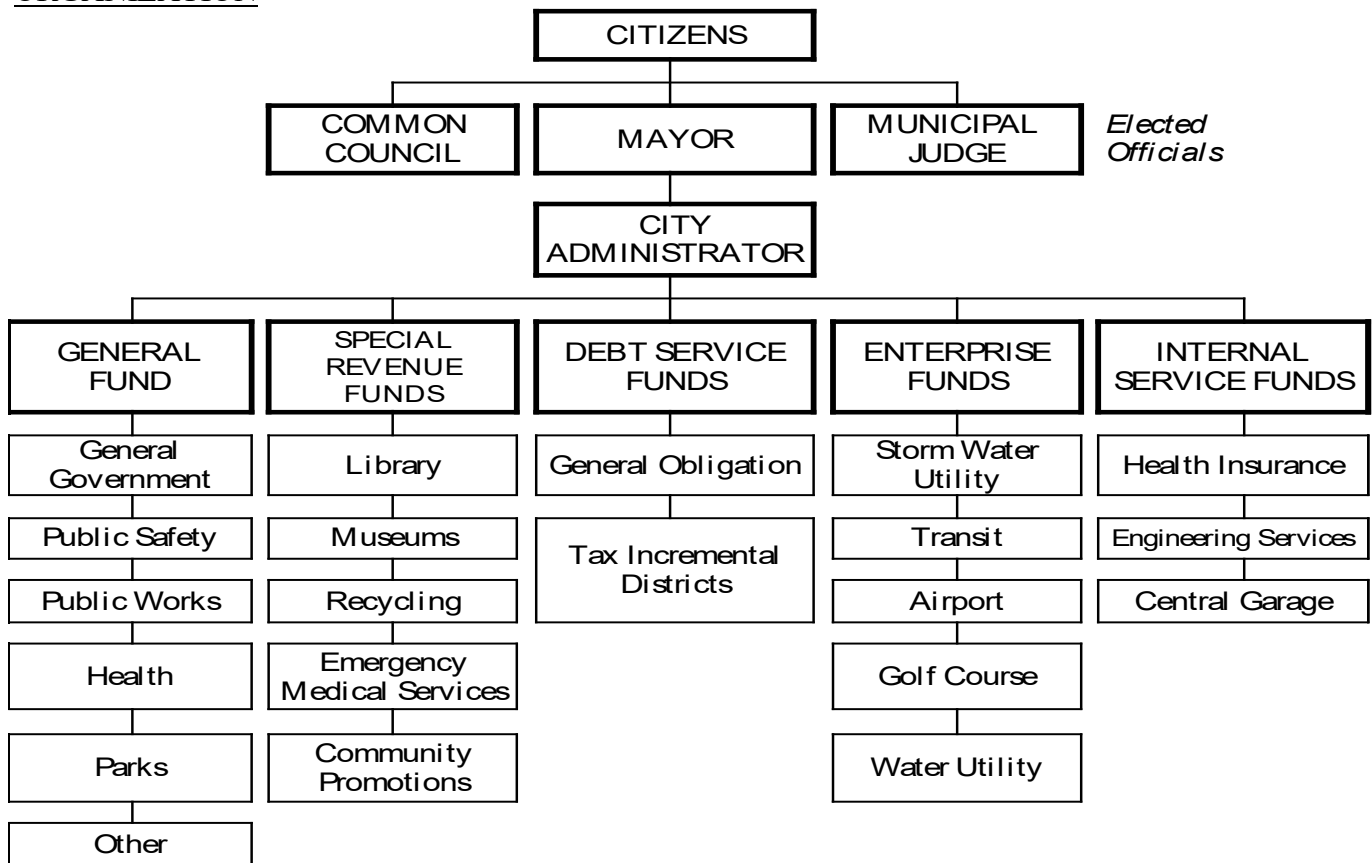 CITIZENS
COMMON
COUNCIL
MAYOR
MUNICIPAL
JUDGE
Elected
Officials
CITY
ADMINISTRATOR
GENERAL
FUND
SPECIAL
REVENUE
FUNDS
DEBT SERVICE
FUNDS
ENTERPRISE
FUNDS
INTERNAL
SERVICE FUNDS
General
Government
Library
General Obligation
Storm Water
Utility
Health Insurance
Public Safety
Museums
Tax Incremental
Districts
Transit
Engineering Services
Public Works
Recycling
Airport
Central Garage
Health
Emergency
Medical Services
Golf Course
Parks
Community
Promotions
Water Utility
Other